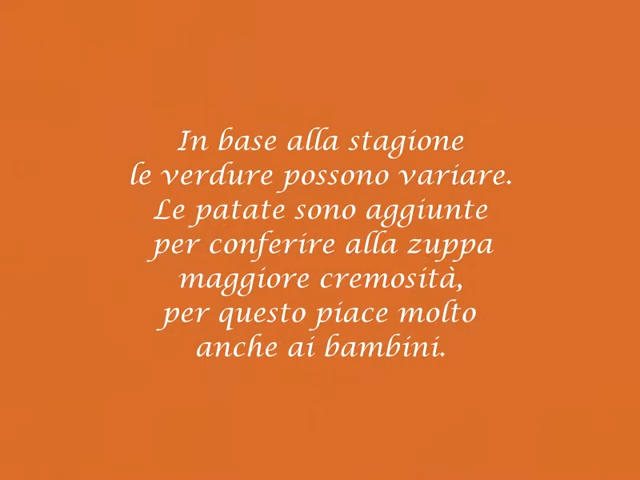 In base alla stagione
le verdure possono variare.
Le patate sono aggiunte
per conferire alla zuppa
maggiore cremosità,
per questo piace molto
anche ai bambini.